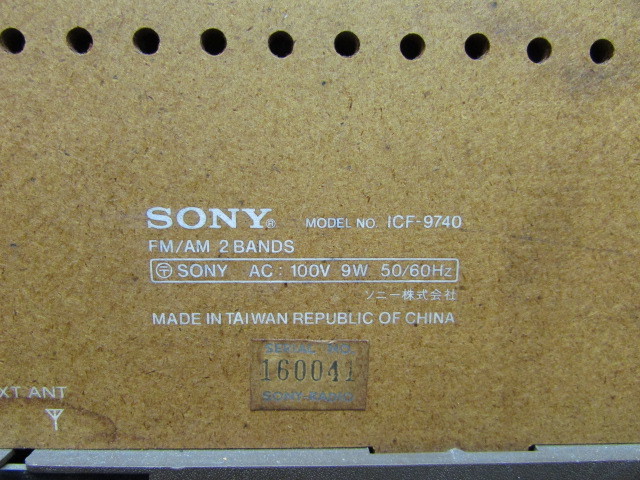 SONY® MODEL NO. ICF-9740
FM/AM 2 BANDS
〶 SONY AC: 100V 9W 50/60Hz
ソニー株式会社
MADE IN TAIWAN REPUBLIC OF CHINA
SERIAL NO.
160041
SONY RADIO
XT ANT